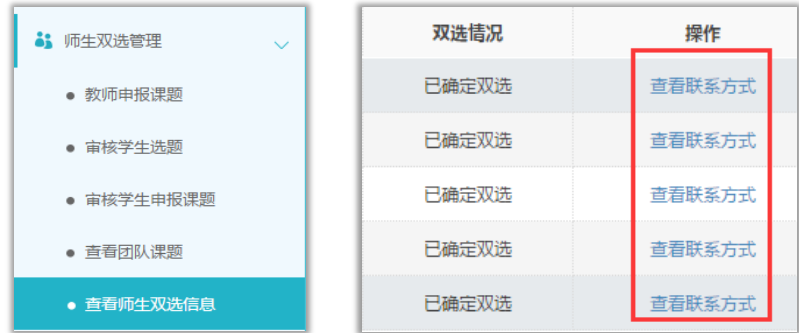 师生双选管理
教师申报课题
审核学生选题
审核学生申报课题
查看团队课题
查看师生双选信息
双选情况 操作
已确定双选 查看联系方式
已确定双选 查看联系方式
已确定双选 查看联系方式
已确定双选 查看联系方式
已确定双选 查看联系方式